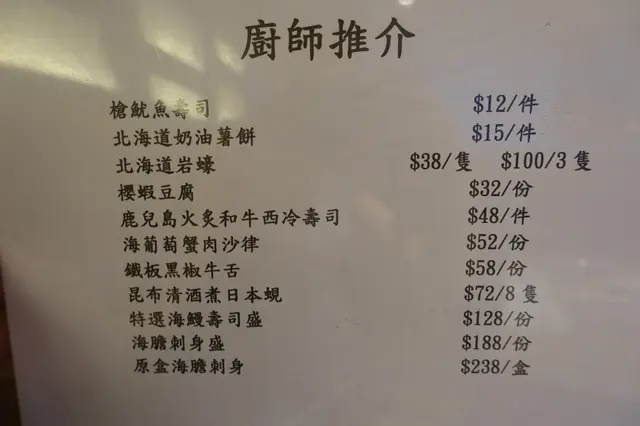 廚師推介
槍魷魚壽司 $12/件
北海道奶油薯餅 $15/件
北海道岩蠔 $38/隻 $100/3 隻
櫻蝦豆腐 $32/份
鹿兒島火炙和牛西冷壽司 $48/件
海葡萄蟹肉沙律 $52/份
鐵板黑椒牛舌 $58/份
昆布清酒煮日本蜆 $72/8 隻
特選海鰻壽司盛 $128/份
海膽刺身盛 $188/份
原盒海膽刺身 $238/盒